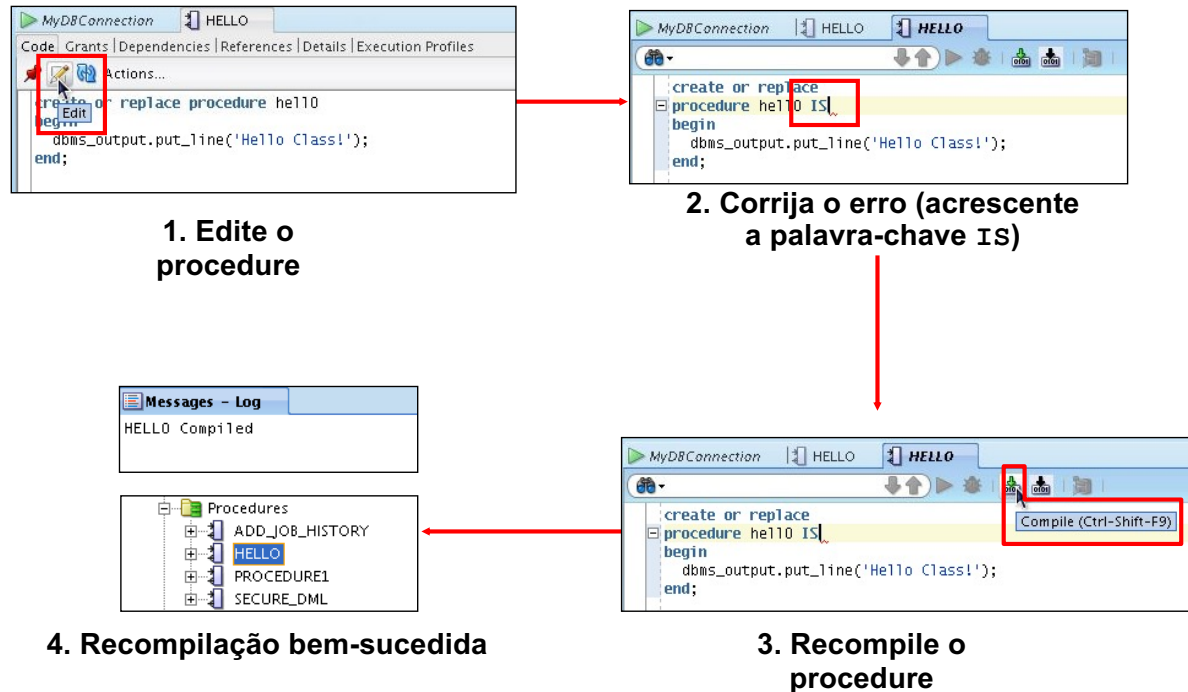 MyDBConnection HELLO
Code Grants Dependencies References Details Execution Profiles
Actions...
create or replace procedure hello
Edit
begin
dbms_output.put_line('Hello Class!');
end;
1. Edite o
procedure
MyDBConnection HELLO HELLO
create or replace
procedure hello IS
begin
dbms_output.put_line('Hello Class!');
end;
2. Corrija o erro (acrescente
a palavra-chave IS)
MyDBConnection HELLO HELLO
Compile (Ctrl-Shift-F9)
create or replace
procedure hello IS
begin
dbms_output.put_line('Hello Class!');
end;
3. Recompile o
procedure
Messages - Log
HELLO Compiled
Procedures
ADD_JOB_HISTORY
HELLO
PROCEDURE1
SECURE_DML
4. Recompilação bem-sucedida